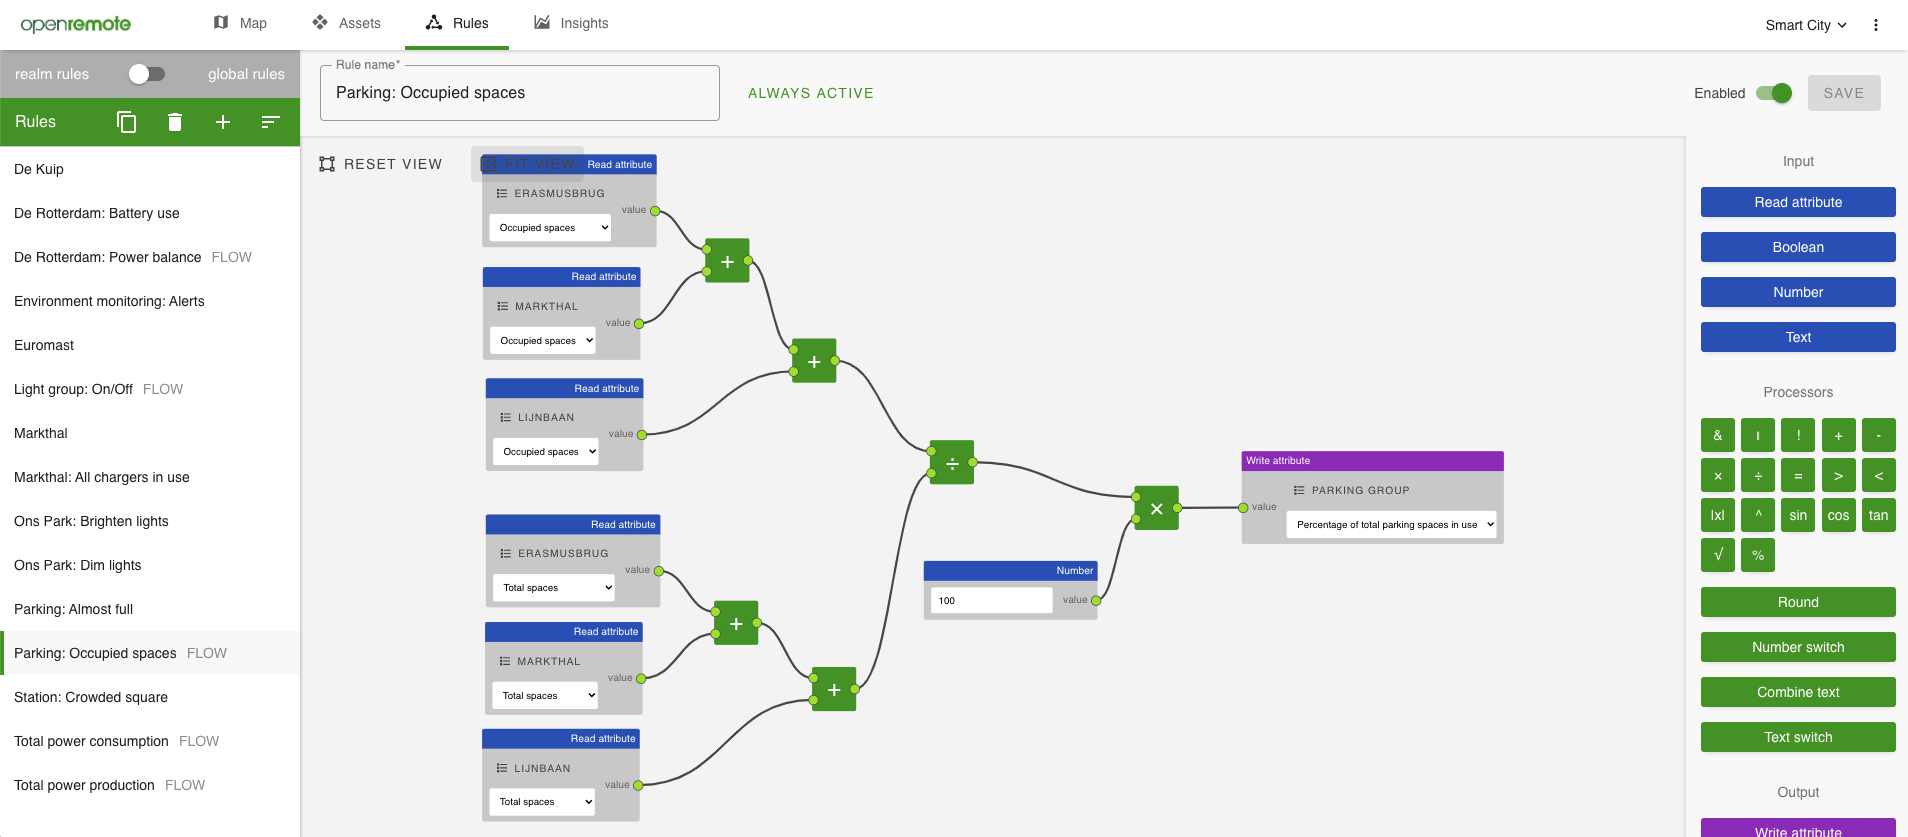 openremote
Map
Assets
Rules
Insights
Smart City
realm rules
global rules
Rules
De Kuip
De Rotterdam: Battery use
De Rotterdam: Power balance FLOW
Environment monitoring: Alerts
Euromast
Light group: On/Off FLOW
Markthal
Markthal: All chargers in use
Ons Park: Brighten lights
Ons Park: Dim lights
Parking: Almost full
Parking: Occupied spaces FLOW
Station: Crowded square
Total power consumption FLOW
Total power production FLOW
Rule name*
Parking: Occupied spaces
ALWAYS ACTIVE
Enabled
SAVE
RESET VIEW
FIT VIEW
Read attribute
ERASMUSBRUG
value
Occupied spaces
Read attribute
MARKTHAL
value
Occupied spaces
Read attribute
LIJNBAAN
value
Occupied spaces
+
+
Read attribute
ERASMUSBRUG
value
Total spaces
Read attribute
MARKTHAL
value
Total spaces
Read attribute
LIJNBAAN
value
Total spaces
+
+
÷
Number
100
value
×
Write attribute
PARKING GROUP
value
Percentage of total parking spaces in use
Input
Read attribute
Boolean
Number
Text
Processors
& ı ! + -
× ÷ = > <
|x| ^ sin cos tan
√ %
Round
Number switch
Combine text
Text switch
Output
Write attribute